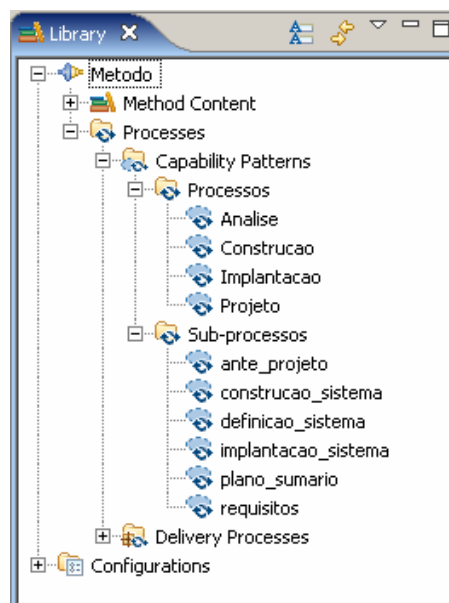 Library
Metodo
Method Content
Processes
Capability Patterns
Processos
Analise
Construcao
Implantacao
Projeto
Sub-processos
ante_projeto
construcao_sistema
definicao_sistema
implantacao_sistema
plano_sumario
requisitos
Delivery Processes
Configurations